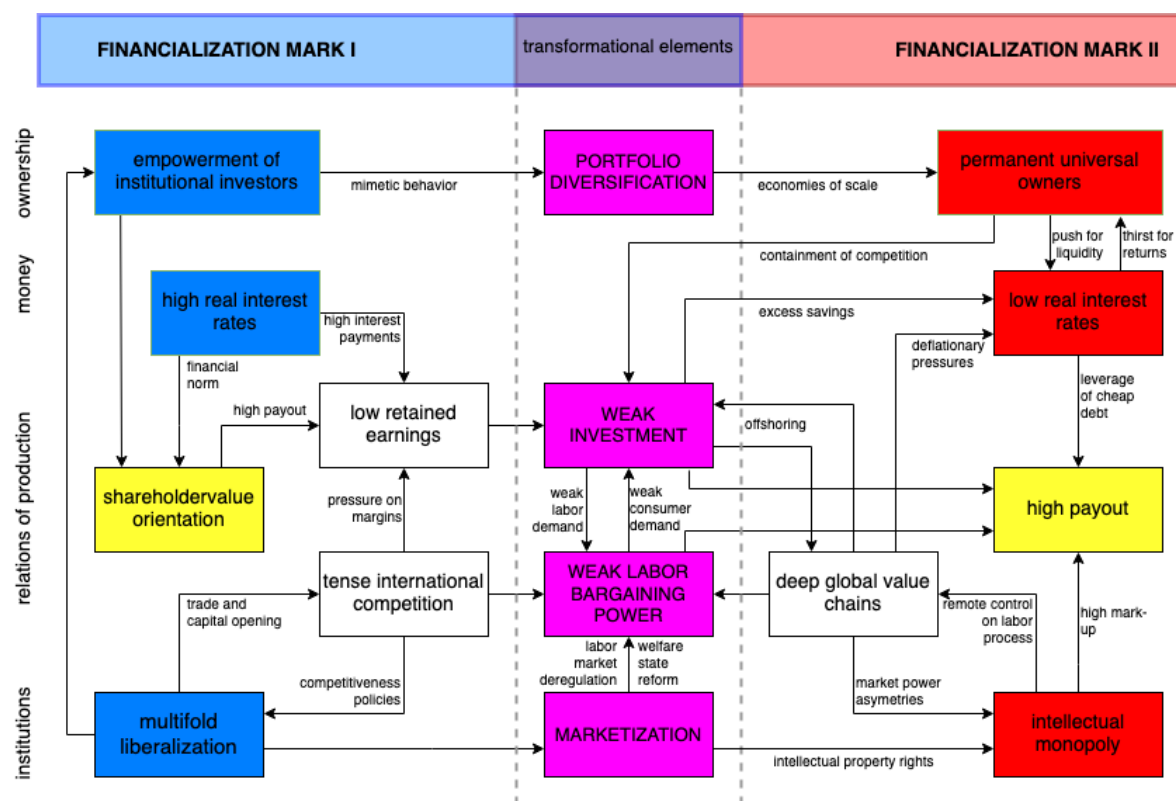 FINANCIALIZATION MARK I
transformational elements
FINANCIALIZATION MARK II
ownership
empowerment of
institutional investors
mimetic behavior
PORTFOLIO
DIVERSIFICATION
economies of scale
permanent universal
owners
containment of competition
push for
liquidity
thirst for
returns
money
high real interest
rates
high interest
payments
financial
norm
excess savings
low real interest
rates
deflationary
pressures
leverage
of cheap
debt
relations of production
high payout
low retained
earnings
WEAK
INVESTMENT
offshoring
shareholdervalue
orientation
pressure on
margins
weak
labor
demand
weak
consumer
demand
high payout
tense international
competition
WEAK LABOR
BARGAINING
POWER
deep global value
chains
trade and
capital opening
remote control
on labor
process
high mark-
up
labor
market
deregulation
welfare
state
reform
competitiveness
policies
market power
asymetries
institutions
multifold
liberalization
MARKETIZATION
intellectual property rights
intellectual
monopoly